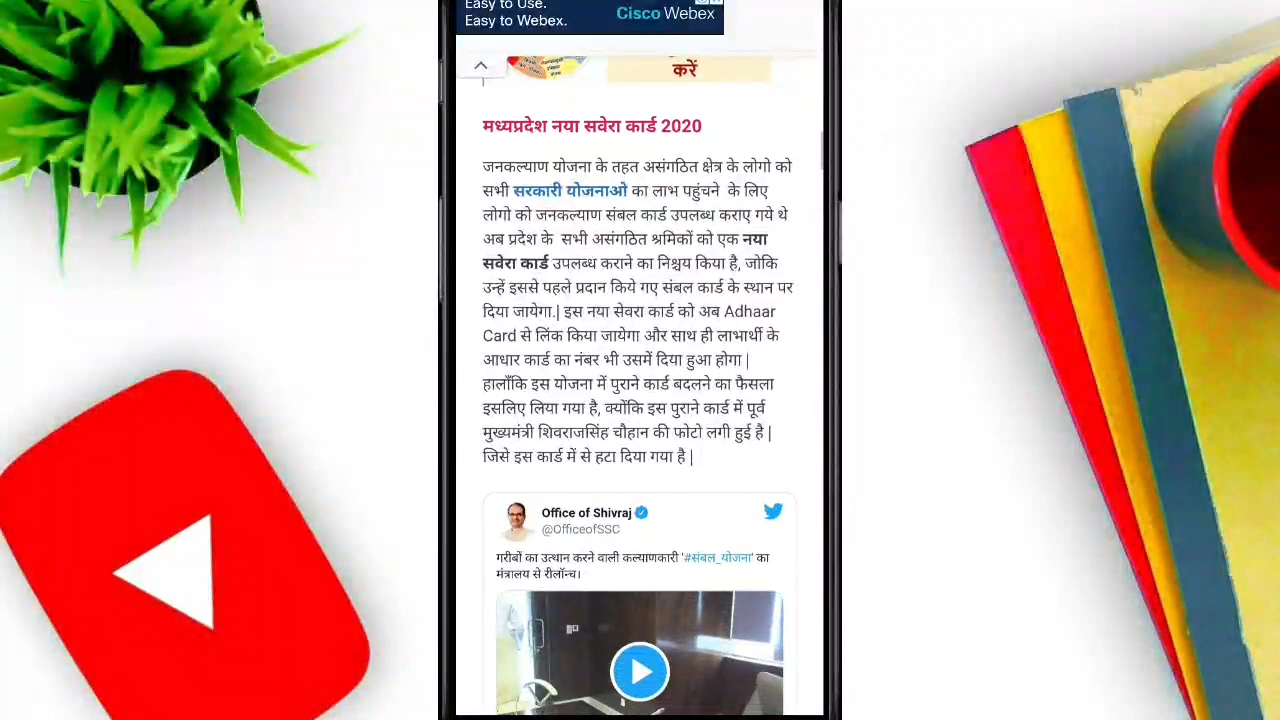 Easy to Use.
Easy to Webex.
Cisco Webex
करें
मध्यप्रदेश नया सवेरा कार्ड 2020
जनकल्याण योजना के तहत असंगठित क्षेत्र के लोगो को
सभी सरकारी योजनाओ का लाभ पहुंचने के लिए
लोगो को जनकल्याण संबल कार्ड उपलब्ध कराए गये थे
अब प्रदेश के सभी असंगठित श्रमिकों को एक नया
सवेरा कार्ड उपलब्ध कराने का निश्चय किया है, जोकि
उन्हें इससे पहले प्रदान किये गए संबल कार्ड के स्थान पर
दिया जायेगा.| इस नया सेवरा कार्ड को अब Adhaar
Card से लिंक किया जायेगा और साथ ही लाभार्थी के
आधार कार्ड का नंबर भी उसमें दिया हुआ होगा |
हालाँकि इस योजना में पुराने कार्ड बदलने का फैसला
इसलिए लिया गया है, क्योंकि इस पुराने कार्ड में पूर्व
मुख्यमंत्री शिवराजसिंह चौहान की फोटो लगी हुई है |
जिसे इस कार्ड में से हटा दिया गया है |
Office of Shivraj
@OfficeofSSC
गरीबों का उत्थान करने वाली कल्याणकारी '#संबल_योजना' का
मंत्रालय से रीलॉन्च।